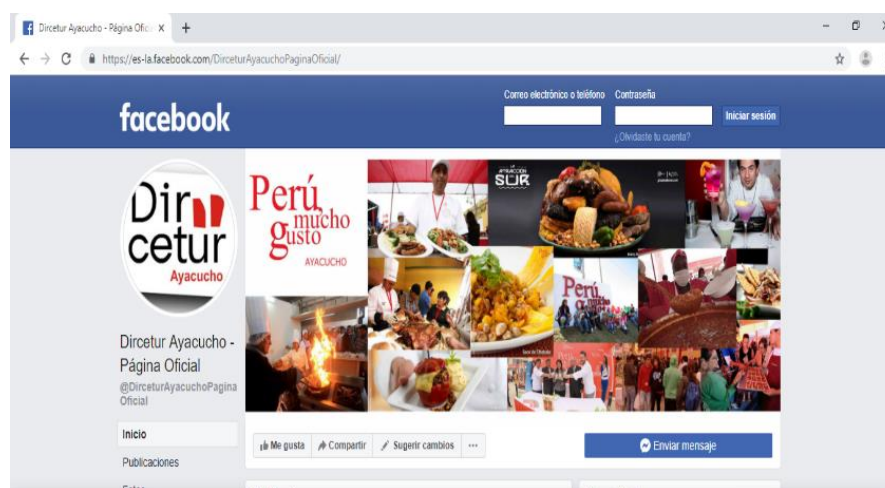 Dircetur Ayacucho - Página Ofic
https://es-la.facebook.com/DirceturAyacuchoPaginaOficial/
facebook
Correo electrónico o teléfono
Contraseña
Iniciar sesión
¿Olvidaste tu cuenta?
Dir
cetur
Ayacucho
Perú
mucho
gusto
AYACUCHO
SUR
Perú
mucho
gusto
Dircetur Ayacucho -
Página Oficial
@DirceturAyacuchoPagina
Oficial
Inicio
Publicaciones
Me gusta
Compartir
Sugerir cambios
Enviar mensaje